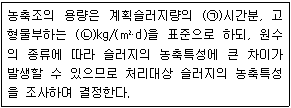 농축조의 용량은 계획슬러지량의 (㉠)시간분, 고
형물부하는 (㉡)kg/(m²·d)을 표준으로 하되, 원수
의 종류에 따라 슬러지의 농축특성에 큰 차이가
발생할 수 있으므로 처리대상 슬러지의 농축특성
을 조사하며 결정한다.